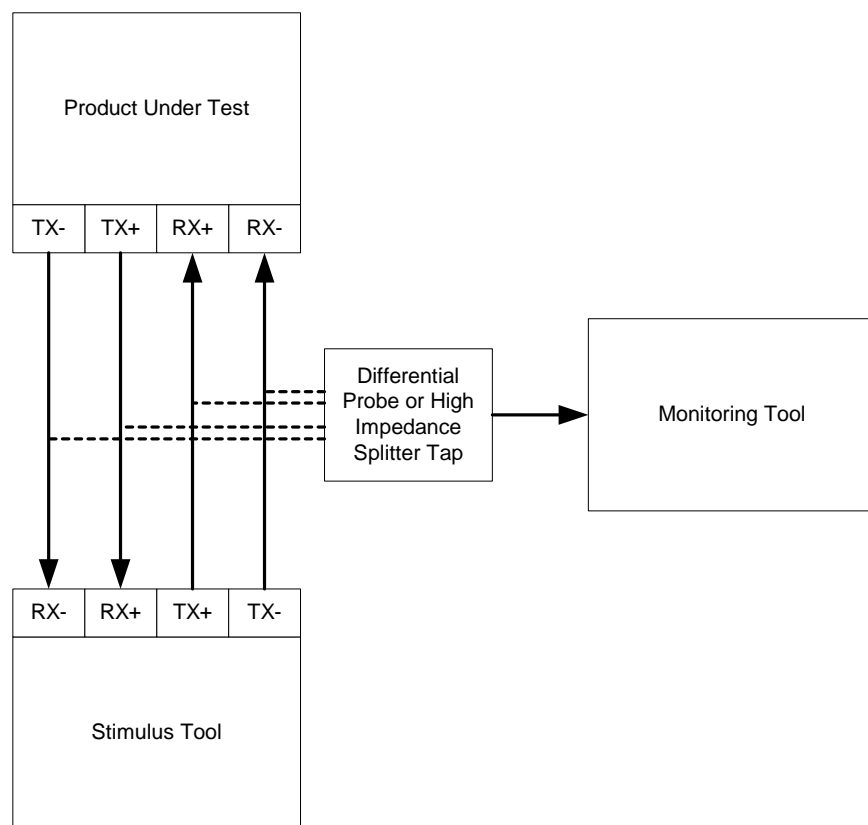 Product Under Test
TX- TX+ RX+ RX-
Differential
Probe or High
Impedance
Splitter Tap
Monitoring Tool
RX- RX+ TX+ TX-
Stimulus Tool